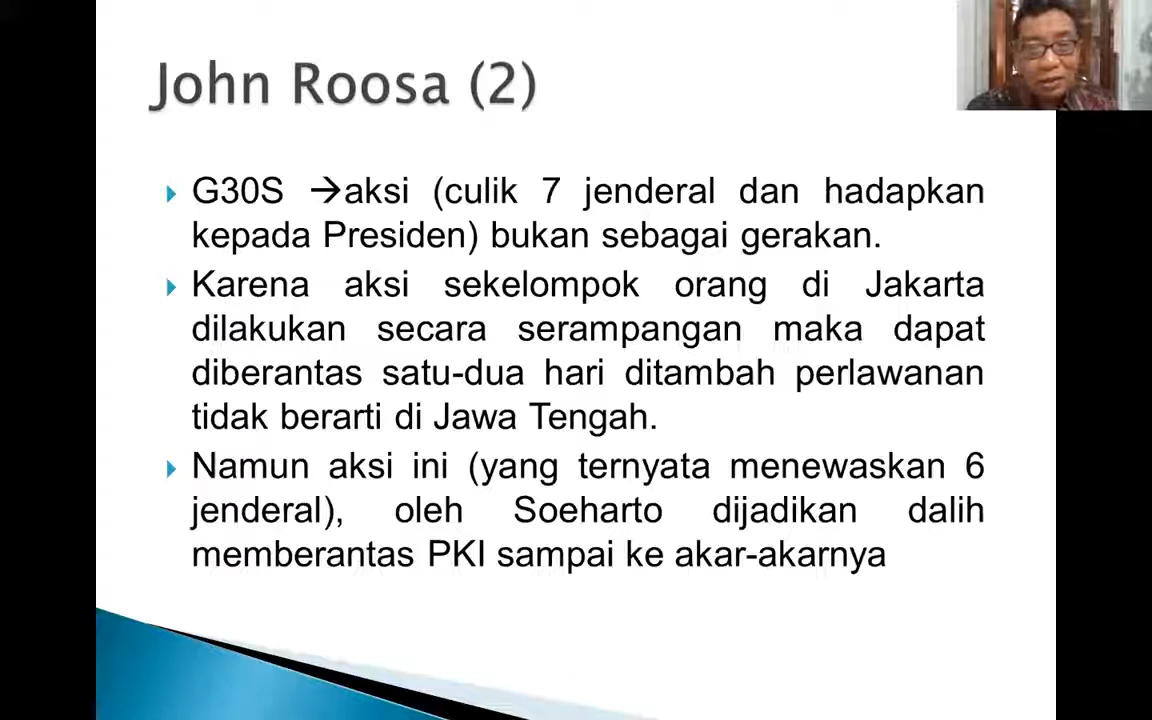 John Roosa (2)
G30S →aksi (culik 7 jenderal dan hadapkan
kepada Presiden) bukan sebagai gerakan.
Karena aksi sekelompok orang di Jakarta
dilakukan secara serampangan maka dapat
diberantas satu-dua hari ditambah perlawanan
tidak berarti di Jawa Tengah.
Namun aksi ini (yang ternyata menewaskan 6
jenderal), oleh Soeharto dijadikan dalih
memberantas PKI sampai ke akar-akarnya